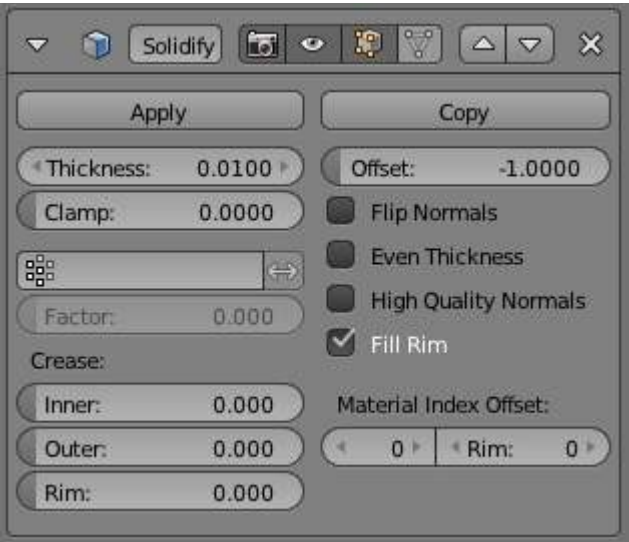 Solidify
Apply
Copy
Thickness: 0.0100
Offset: -1.0000
Clamp: 0.0000
Flip Normals
Even Thickness
High Quality Normals
Factor: 0.000
Fill Rim
Crease:
Inner: 0.000
Material Index Offset:
Outer: 0.000
0
Rim: 0
Rim: 0.000